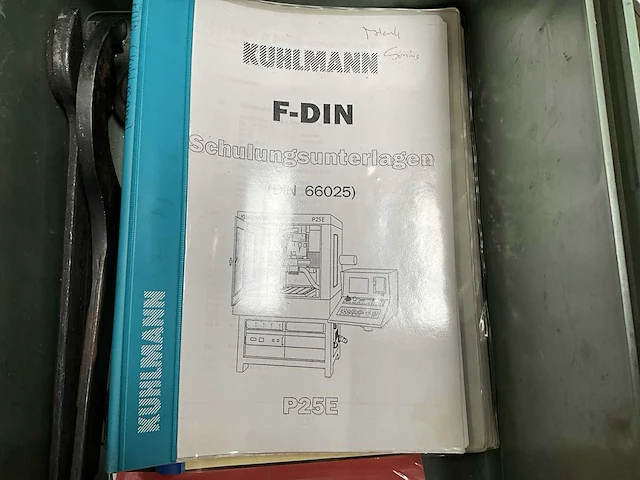 KUHLMANN
F-DIN
Schulungsunterlagen
(DIN 66025)
P25E
P25E
KUHLMANN